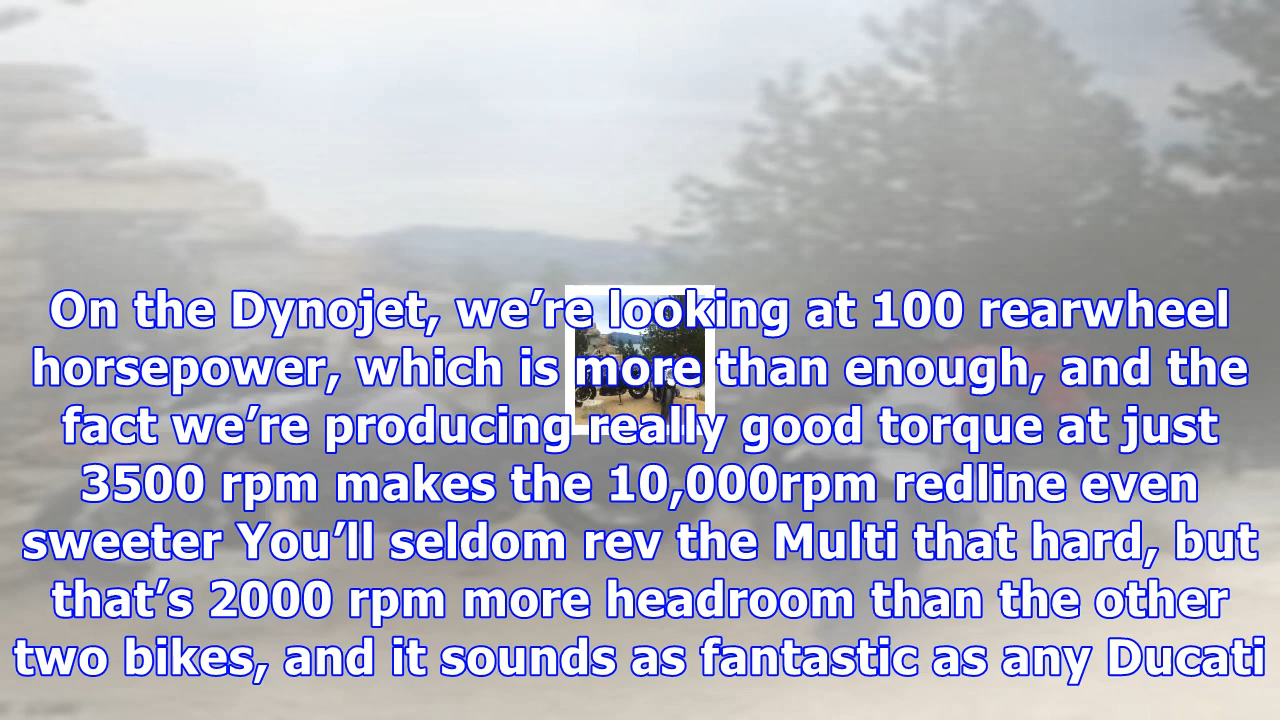 On the Dynojet, we’re looking at 100 rearwheel
horsepower, which is more than enough, and the
fact we’re producing really good torque at just
3500 rpm makes the 10,000rpm redline even
sweeter You’ll seldom rev the Multi that hard, but
that’s 2000 rpm more headroom than the other
two bikes, and it sounds as fantastic as any Ducati